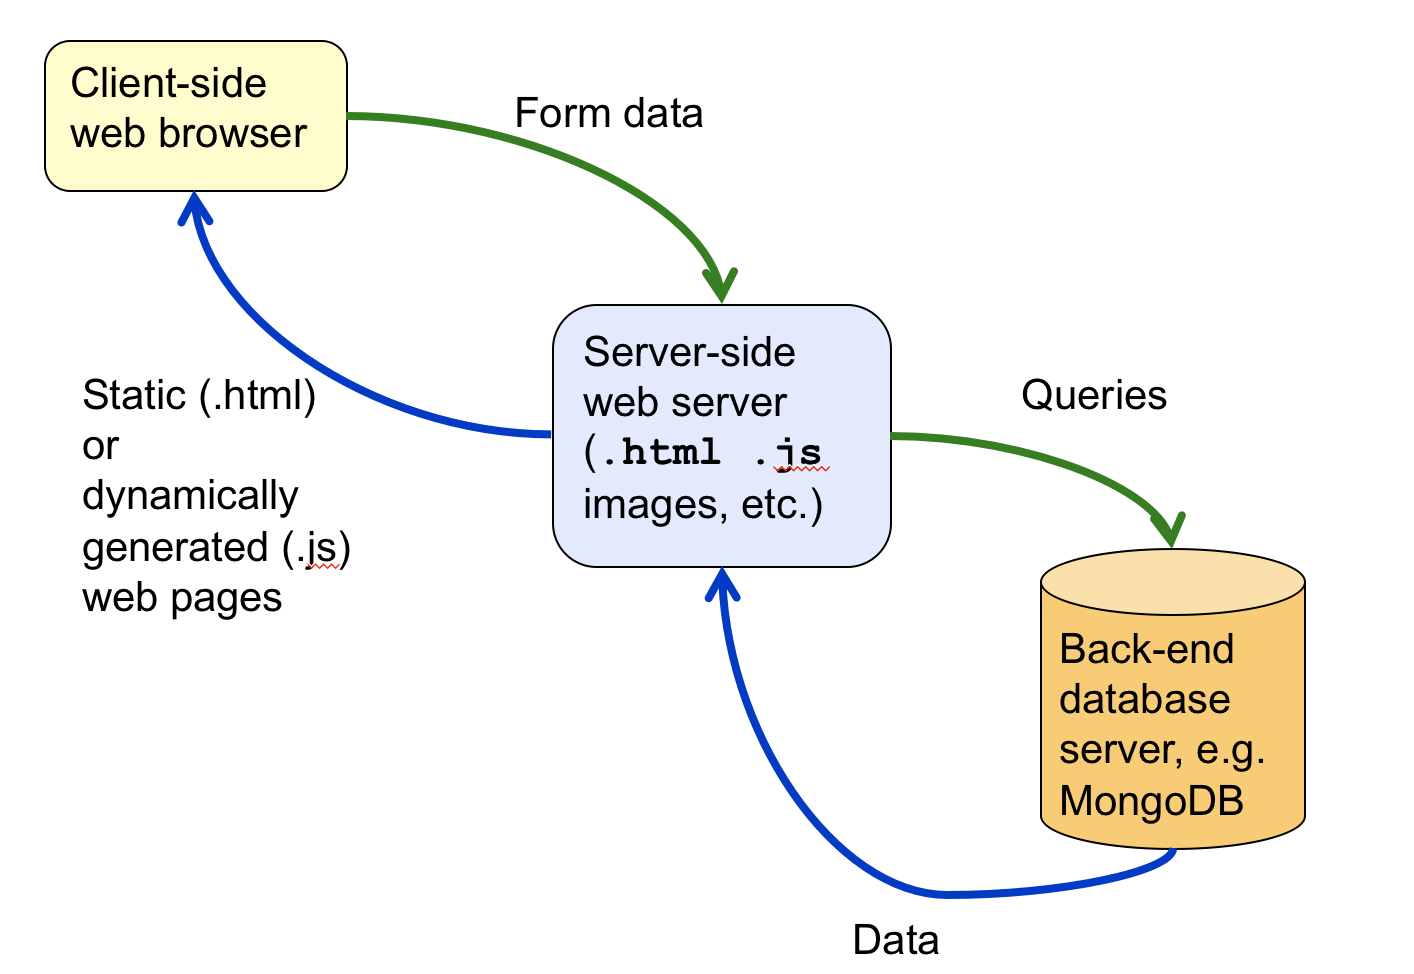 Client-side
web browser
Form data
Static (.html)
or
dynamically
generated (.js)
web pages
Server-side
web server
(.html .js
images, etc.)
Queries
Back-end
database
server, e.g.
MongoDB
Data